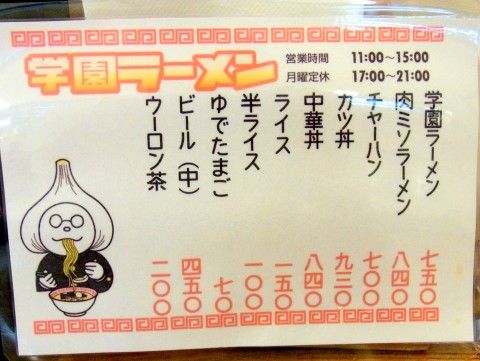 学園ラーメン
営業時間 11:00〜15:00
月曜定休 17:00〜21:00
学園ラーメン 七五〇
肉ミソラーメン 八四〇
チャーハン 七〇〇
カツ丼 九三〇
中華丼 八四〇
ライス 一五〇
半ライス 一〇〇
ゆでたまご 七〇
ビール（中） 四五〇
ウーロン茶 二〇〇